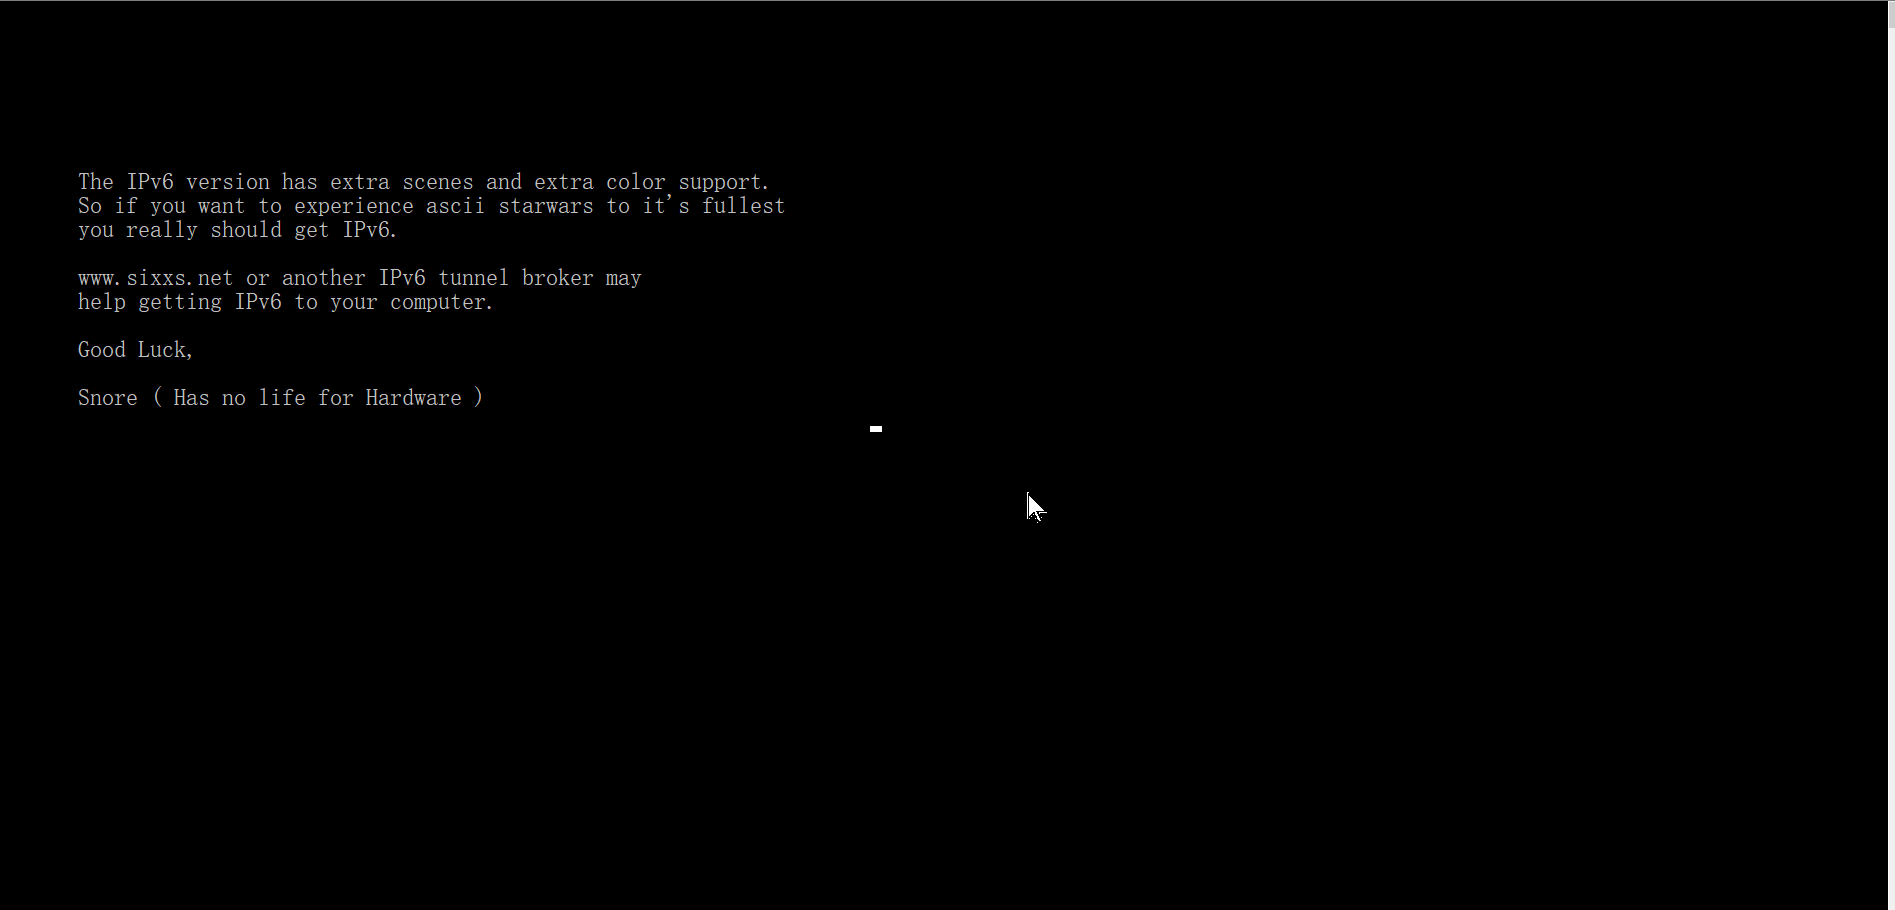 The IPv6 version has extra scenes and extra color support.
So if you want to experience ascii starwars to it's fullest
you really should get IPv6.
www.sixxs.net or another IPv6 tunnel broker may
help getting IPv6 to your computer.
Good Luck,
Snore ( Has no life for Hardware )